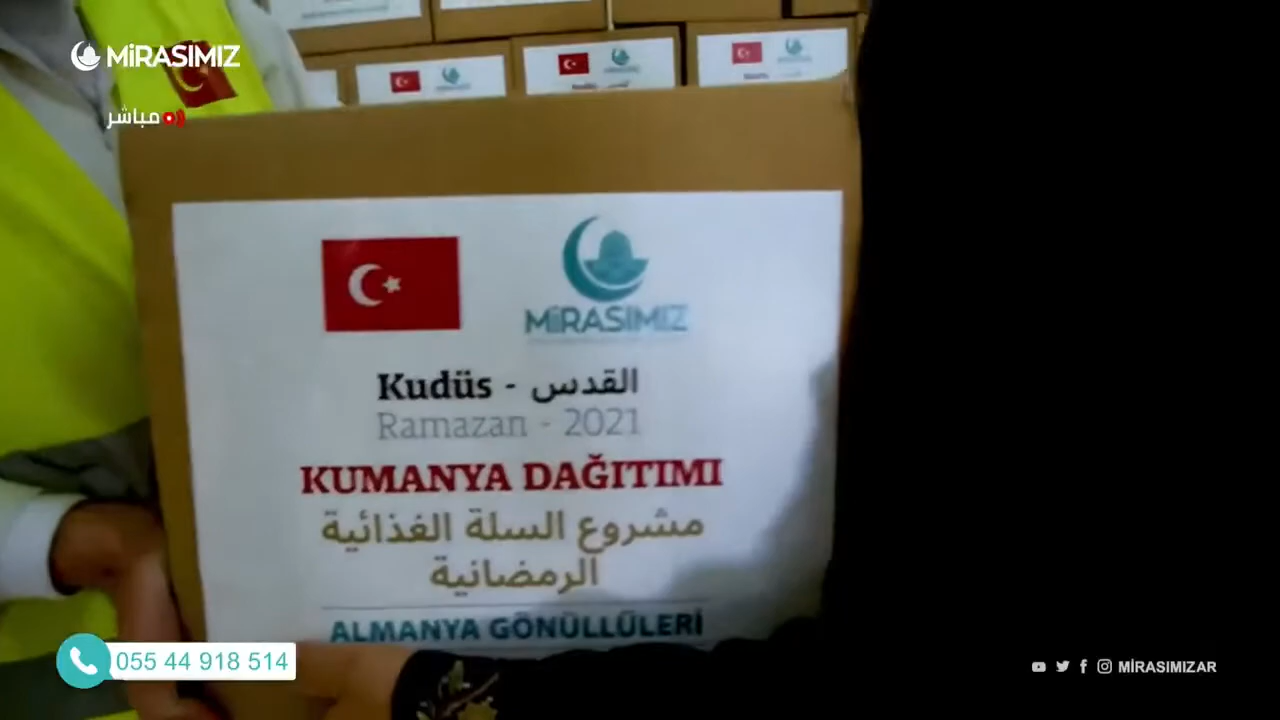 MİRASIMIZ
مباشر
MİRASIMIZ
Kudüs - القدس
Ramazan - 2021
KUMANYA DAĞITIMI
مشروع السلة الغذائية
الرمضانية
ALMANYA GÖNÜLLÜLERİ
055 44 918 514
MİRASIMIZAR